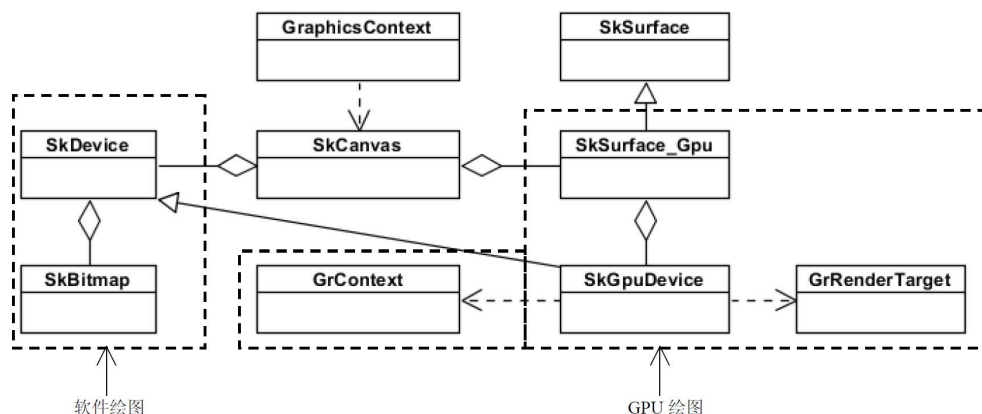 GraphicsContext
SkSurface
SkDevice
SkCanvas
SkSurface_Gpu
SkBitmap
GrContext
SkGpuDevice
GrRenderTarget
软件绘图
GPU 绘图